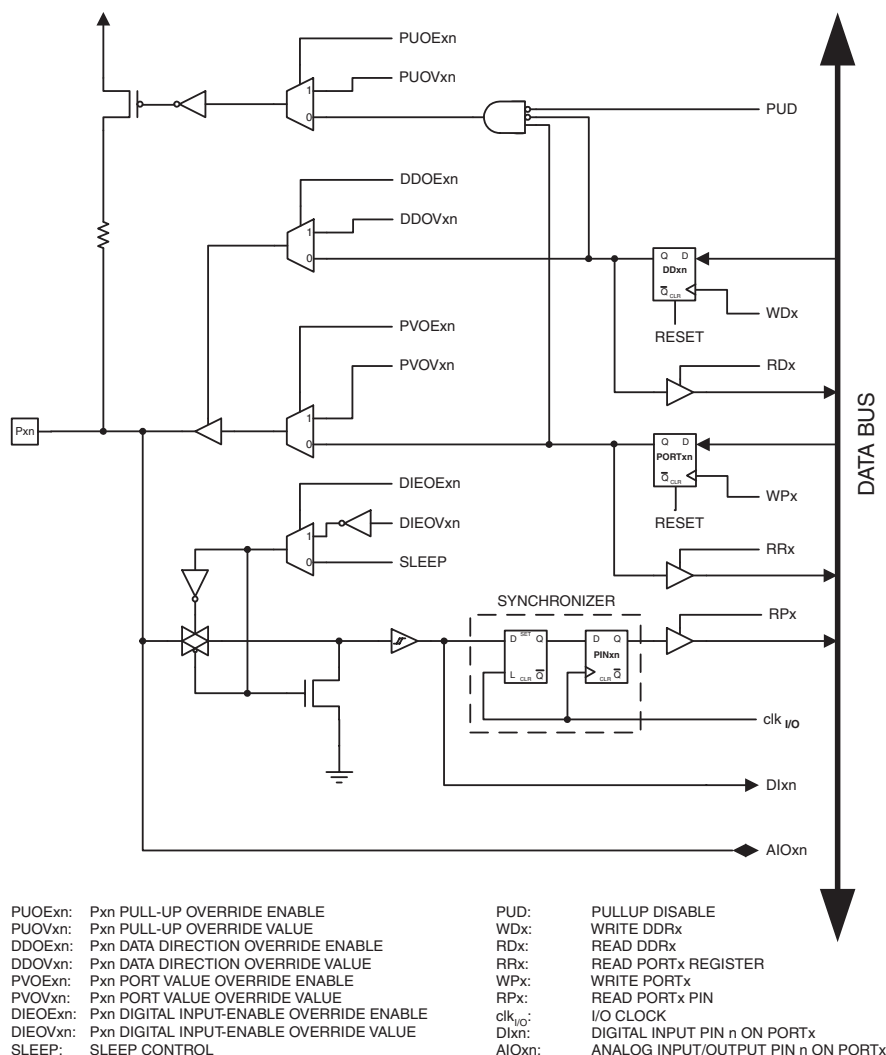 PUOExn
PUOVxn
1
0
PUD
DDOExn
DDOVxn
1
0
Q D
DDxn
Q CLR
WDx
RESET
PVOExn
PVOVxn
RDx
1
0
Pxn
Q D
PORTxn
Q CLR
WPx
RESET
DATA BUS
DIEOExn
DIEOVxn
1
0
SLEEP
RRx
SYNCHRONIZER
RPx
D SET Q
L CLR Q
D Q
PINxn
CLR Q
clk I/O
DIxn
AIOxn
PUOExn: Pxn PULL-UP OVERRIDE ENABLE
PUOVxn: Pxn PULL-UP OVERRIDE VALUE
DDOExn: Pxn DATA DIRECTION OVERRIDE ENABLE
DDOVxn: Pxn DATA DIRECTION OVERRIDE VALUE
PVOExn: Pxn PORT VALUE OVERRIDE ENABLE
PVOVxn: Pxn PORT VALUE OVERRIDE VALUE
DIEOExn: Pxn DIGITAL INPUT-ENABLE OVERRIDE ENABLE
DIEOVxn: Pxn DIGITAL INPUT-ENABLE OVERRIDE VALUE
SLEEP: SLEEP CONTROL
PUD: PULLUP DISABLE
WDx: WRITE DDRx
RDx: READ DDRx
RRx: READ PORTx REGISTER
WPx: WRITE PORTx
RPx: READ PORTx PIN
clkI/O: I/O CLOCK
DIxn: DIGITAL INPUT PIN n ON PORTx
AIOxn: ANALOG INPUT/OUTPUT PIN n ON PORTx